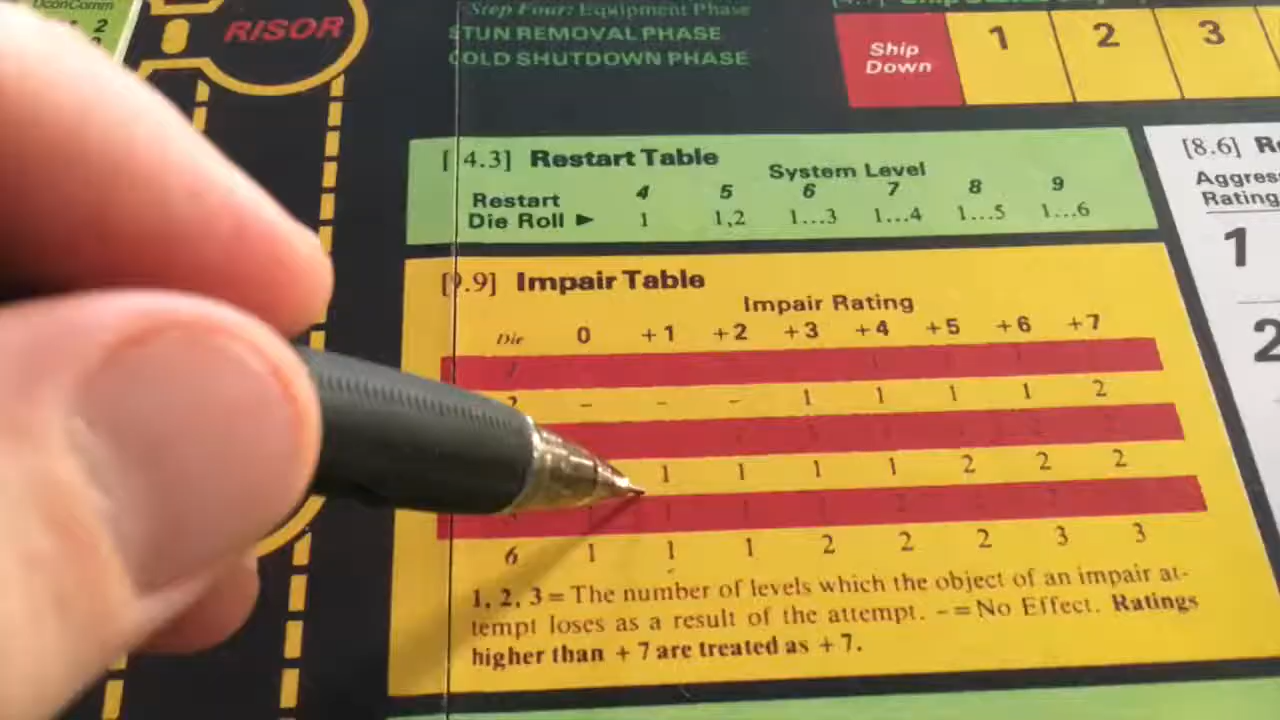 2
RISOR
Step Four: Equipment Phase
STUN REMOVAL PHASE
COLD SHUTDOWN PHASE
Ship Down 1 2 3
[4.3] Restart Table
System Level
Restart 4 5 6 7 8 9
Die Roll ► 1 1,2 1...3 1...4 1...5 1...6
[8.6]
Rating
1
2
[9.9] Impair Table
Impair Rating
Die 0 +1 +2 +3 +4 +5 +6 +7
– – – 1 1 1 1 2
1 1 1 1 2 2 2
6 1 1 1 2 2 2 3 3
1, 2, 3 = The number of levels which the object of an impair at-
tempt loses as a result of the attempt. – = No Effect. Ratings
higher than + 7 are treated as + 7.